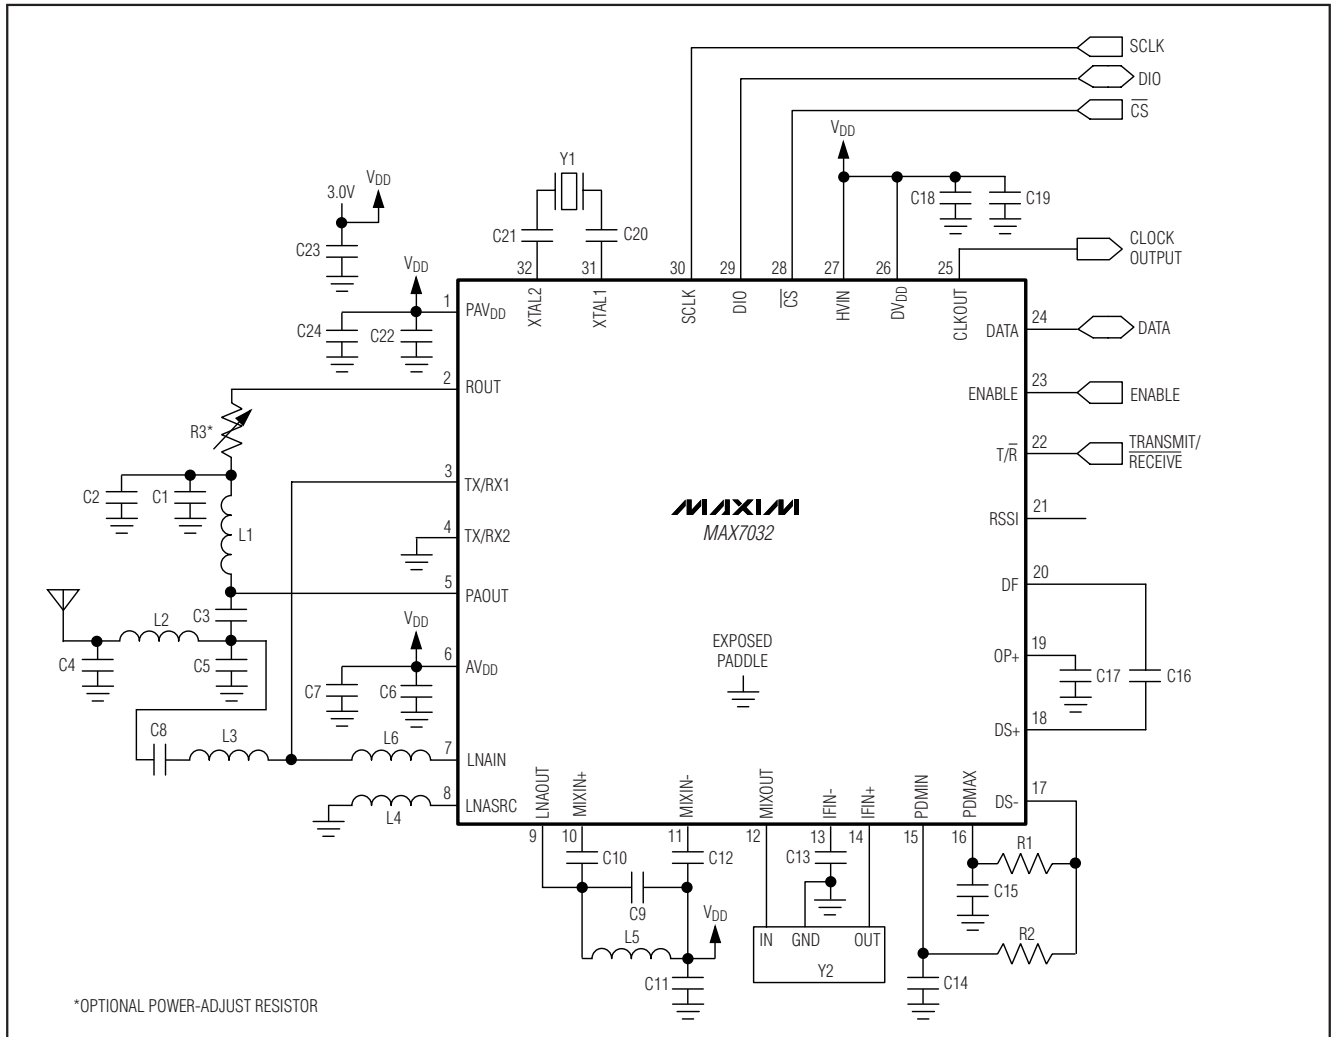 SCLK
DIO
C̅S̅
VDD
Y1
VDD
3.0V
C18
C19
C21
C20
CLOCK
OUTPUT
C23
32
31
30
29
28
27
26
25
VDD
XTAL2
XTAL1
SCLK
DIO
C̅S̅
HVIN
DVDD
CLKOUT
1
PAVDD
24
DATA
DATA
C24
C22
2
ROUT
23
ENABLE
ENABLE
R3*
22
T/R̅
TRANSMIT/
R̅E̅C̅E̅I̅V̅E̅
3
TX/RX1
C2
C1
MAXIM
MAX7032
21
RSSI
4
TX/RX2
L1
20
DF
5
PAOUT
C3
L2
VDD
EXPOSED
PADDLE
19
OP+
C4
C5
6
AVDD
C17
C16
C7
C6
18
DS+
C8
L3
L6
7
LNAIN
17
DS-
8
LNASRC
L4
LNAOUT
MIXIN+
MIXIN-
MIXOUT
IFIN-
IFIN+
PDMIN
PDMAX
9
10
11
12
13
14
15
16
R1
C10
C12
C13
C15
C9
VDD
L5
IN
GND
OUT
Y2
R2
C11
C14
*OPTIONAL POWER-ADJUST RESISTOR